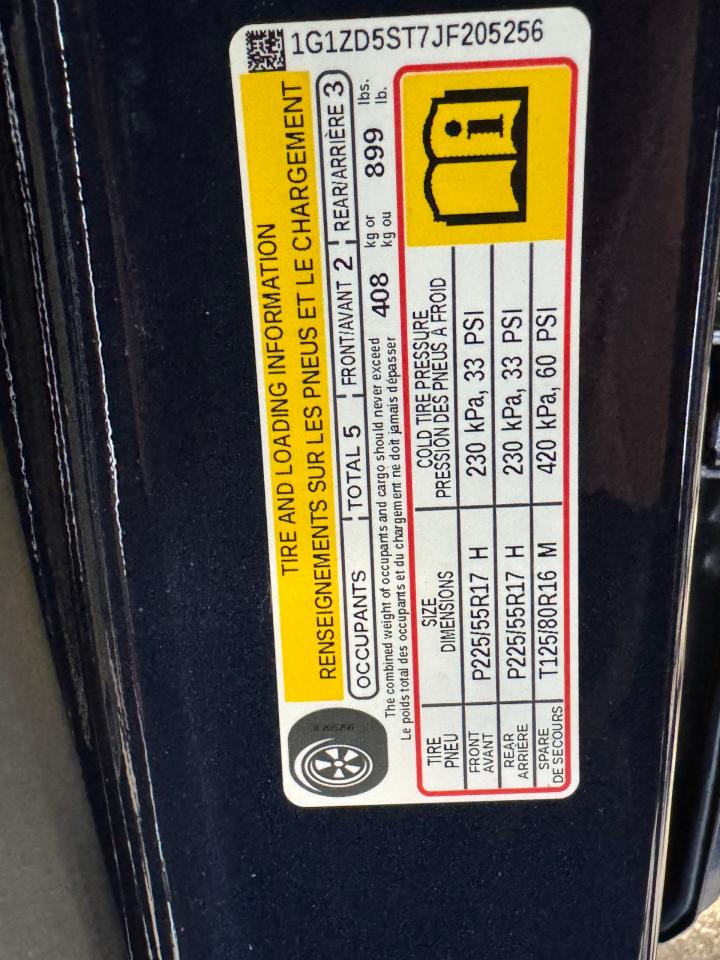 1G1ZD5ST7JF205256
TIRE AND LOADING INFORMATION
RENSEIGNEMENTS SUR LES PNEUS ET LE CHARGEMENT
OCCUPANTS TOTAL 5 FRONT/AVANT 2 REAR/ARRIÈRE 3
The combined weight of occupants and cargo should never exceed 408 kg or 899 lbs.
Le poids total des occupants et du chargement ne doit jamais dépasser kg ou lb.
TIRE SIZE COLD TIRE PRESSURE
PNEU DIMENSIONS PRESSION DES PNEUS À FROID
FRONT
AVANT P225/55R17 H 230 kPa, 33 PSI
REAR
ARRIÈRE P225/55R17 H 230 kPa, 33 PSI
SPARE
DE SECOURS T125/80R16 M 420 kPa, 60 PSI